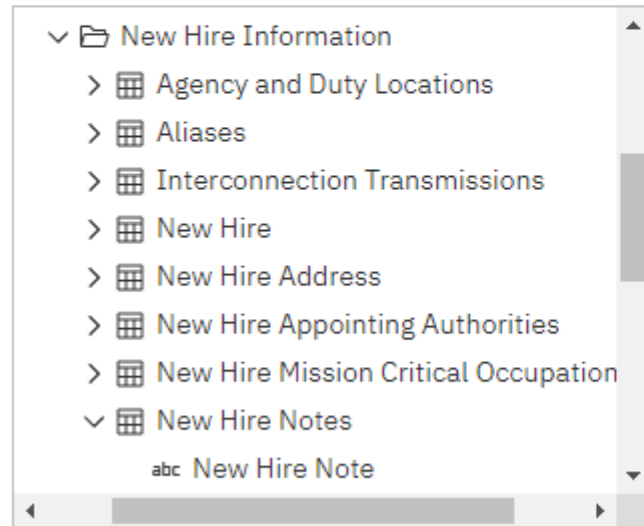 New Hire Information
Agency and Duty Locations
Aliases
Interconnection Transmissions
New Hire
New Hire Address
New Hire Appointing Authorities
New Hire Mission Critical Occupation
New Hire Notes
abc New Hire Note